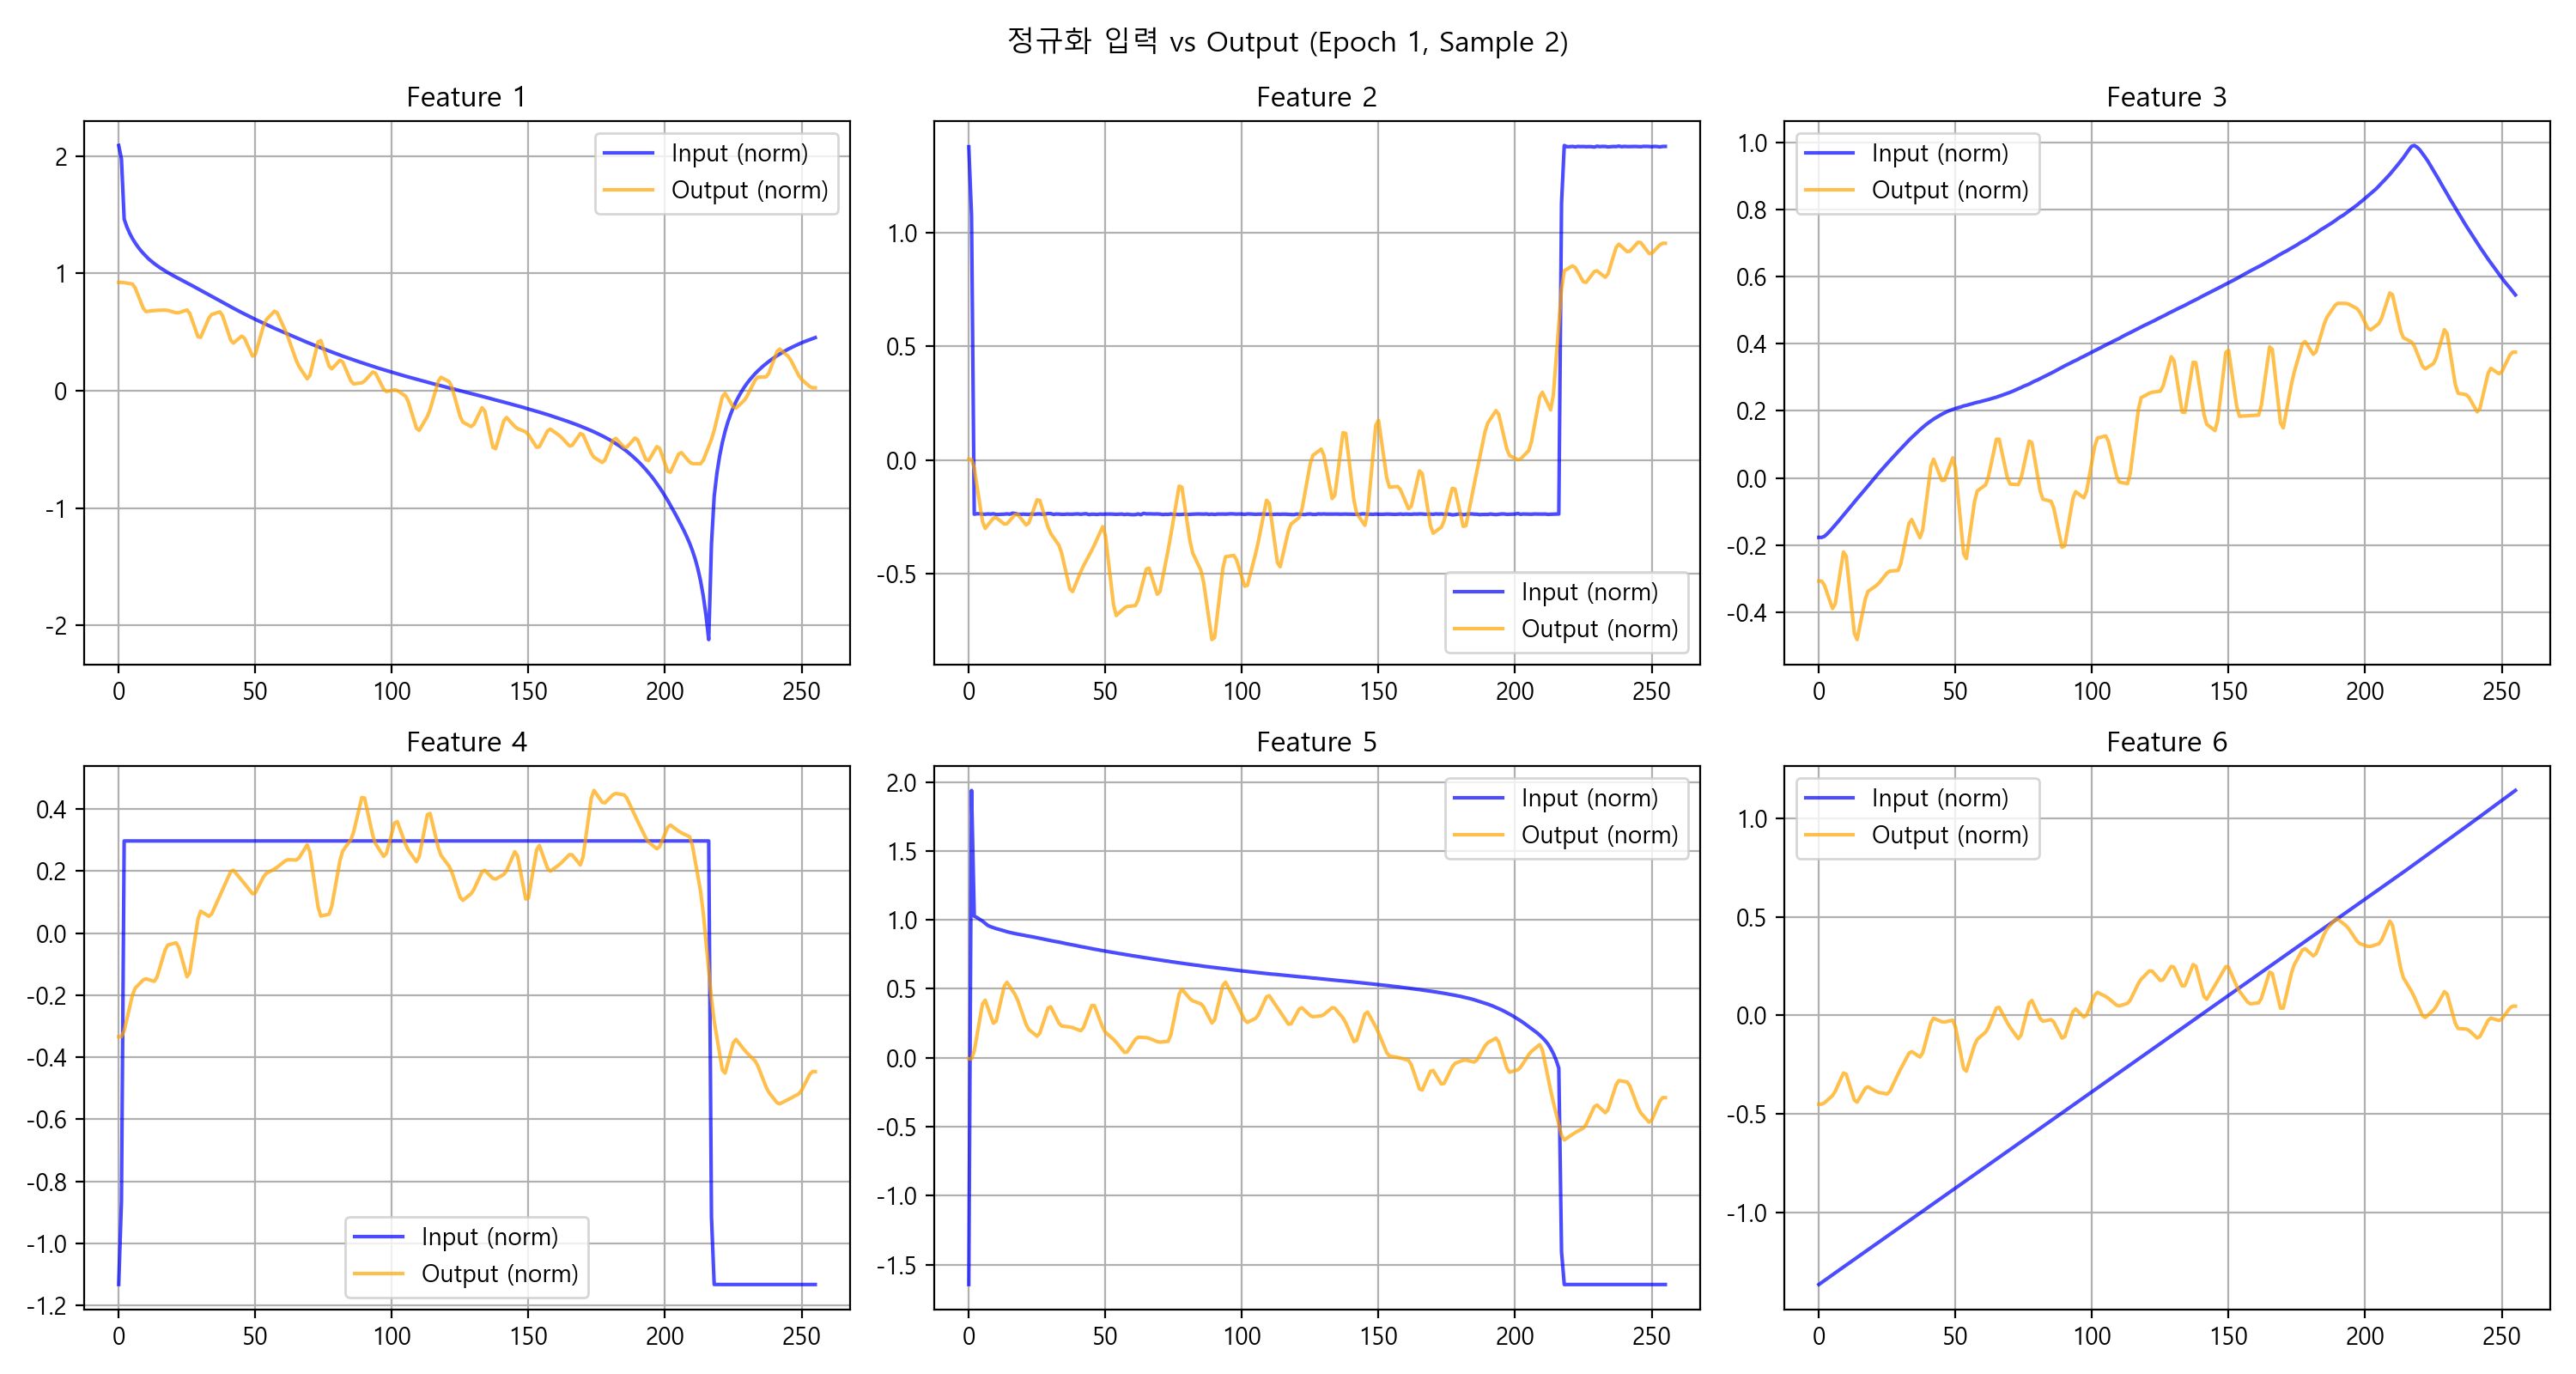 정규화 입력 vs Output (Epoch 1, Sample 2)
Feature 1
2
1
0
-1
-2
0 50 100 150 200 250
Input (norm)
Output (norm)
Feature 2
1.0
0.5
0.0
-0.5
0 50 100 150 200 250
Input (norm)
Output (norm)
Feature 3
1.0
0.8
0.6
0.4
0.2
0.0
-0.2
-0.4
0 50 100 150 200 250
Input (norm)
Output (norm)
Feature 4
0.4
0.2
0.0
-0.2
-0.4
-0.6
-0.8
-1.0
-1.2
0 50 100 150 200 250
Input (norm)
Output (norm)
Feature 5
2.0
1.5
1.0
0.5
0.0
-0.5
-1.0
-1.5
0 50 100 150 200 250
Input (norm)
Output (norm)
Feature 6
1.0
0.5
0.0
-0.5
-1.0
0 50 100 150 200 250
Input (norm)
Output (norm)